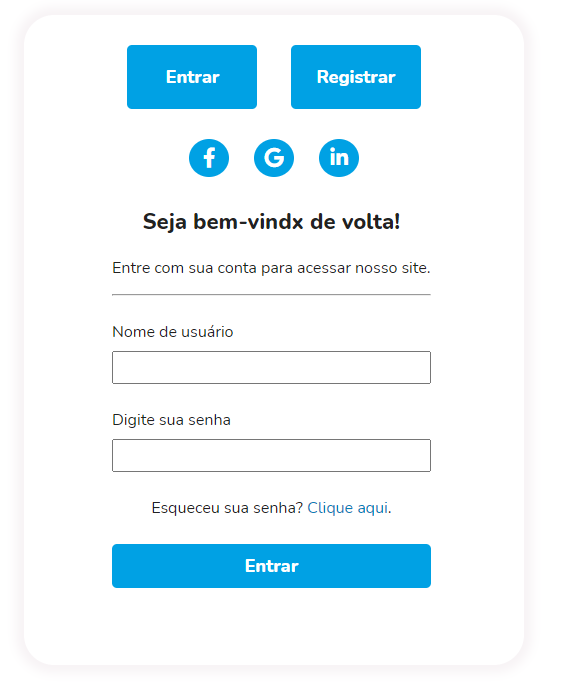 Entrar Registrar
f G in
Seja bem-vindx de volta!
Entre com sua conta para acessar nosso site.
Nome de usuário
Digite sua senha
Esqueceu sua senha? Clique aqui.
Entrar